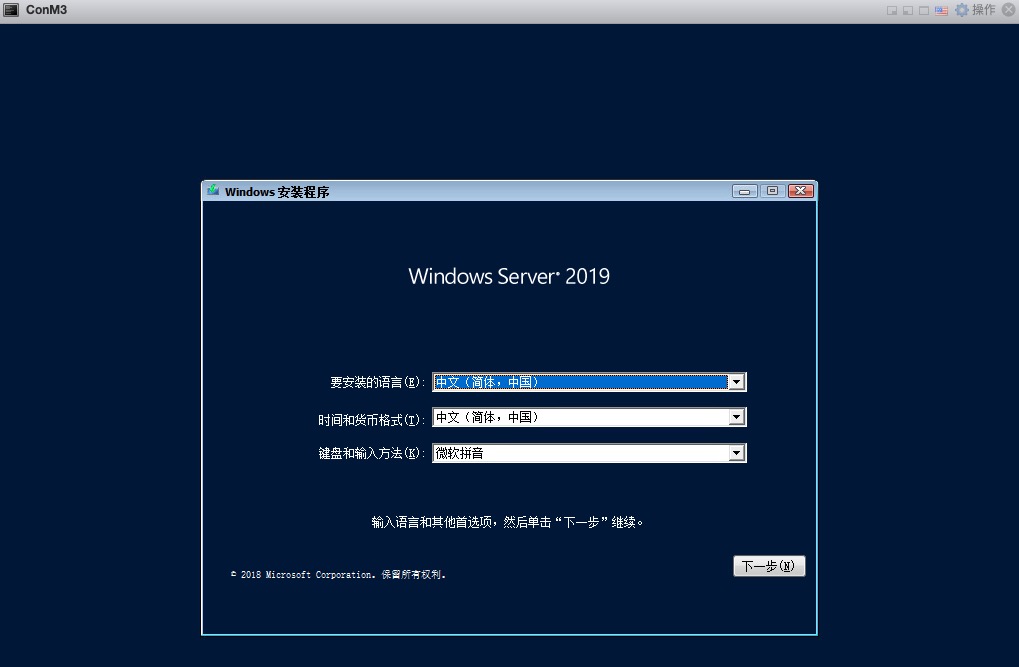 ConM3 操作
Windows 安装程序
Windows Server® 2019
要安装的语言(E): 中文（简体，中国）
时间和货币格式(T): 中文（简体，中国）
键盘和输入方法(K): 微软拼音
输入语言和其他首选项，然后单击“下一步”继续。
下一步(N)
© 2018 Microsoft Corporation。保留所有权利。